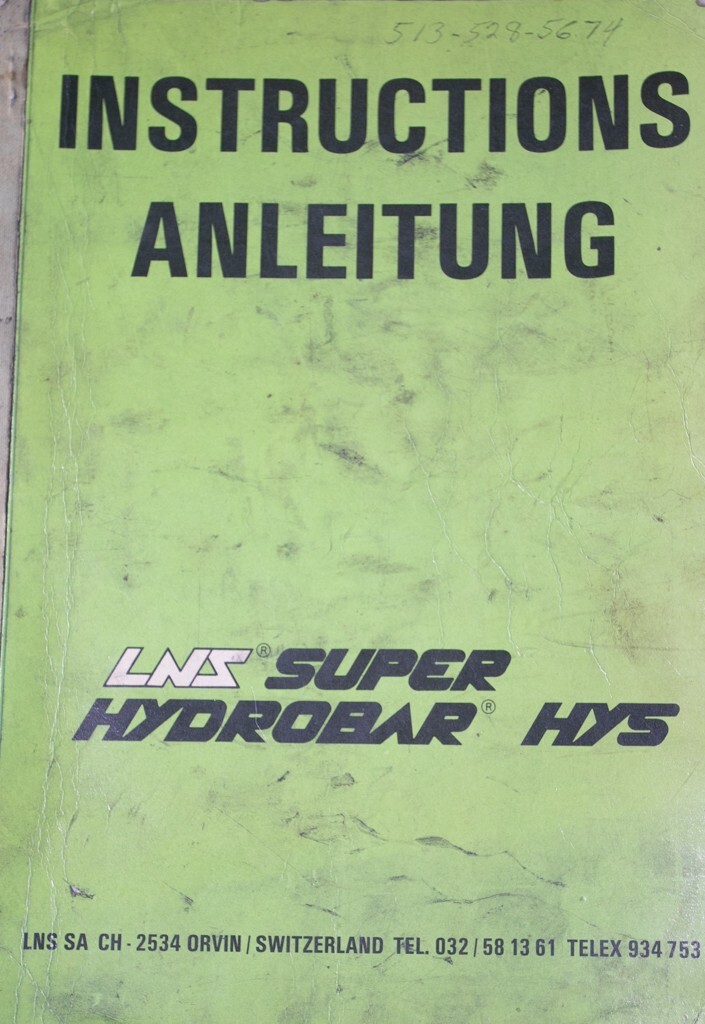 513-528-5674
INSTRUCTIONS
ANLEITUNG
LNS® SUPER
HYDROBAR® HYS
LNS SA CH - 2534 ORVIN / SWITZERLAND TEL. 032 / 58 13 61 TELEX 934 753